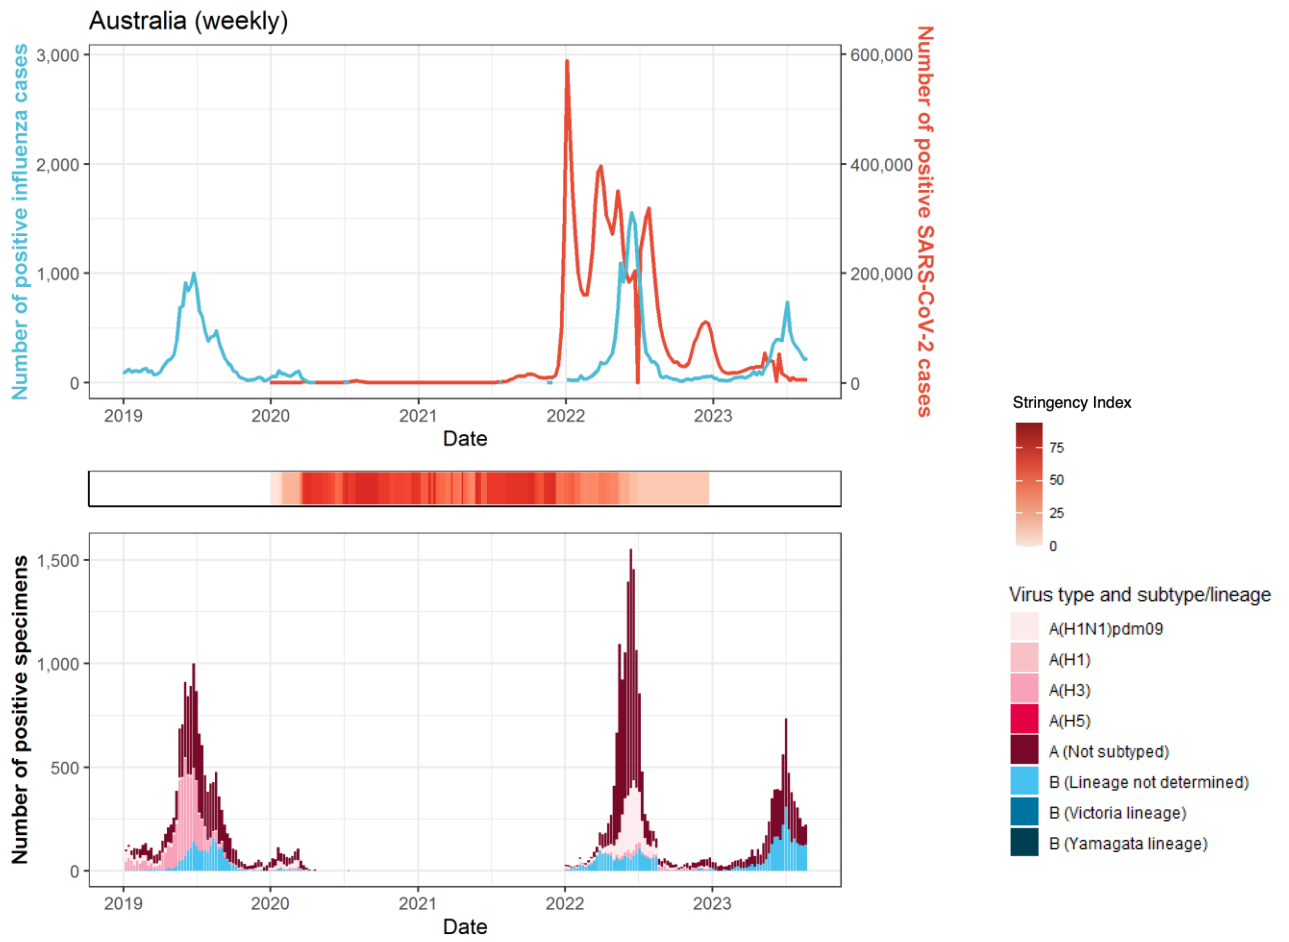 Australia (weekly)
Number of positive influenza cases
3,000
2,000
1,000
0
600,000
400,000
200,000
0
Number of positive SARS-CoV-2 cases
2019
2020
2021
2022
2023
Date
Stringency Index
75
50
25
0
Number of positive specimens
1,500
1,000
500
0
2019
2020
2021
2022
2023
Date
Virus type and subtype/lineage
A(H1N1)pdm09
A(H1)
A(H3)
A(H5)
A (Not subtyped)
B (Lineage not determined)
B (Victoria lineage)
B (Yamagata lineage)